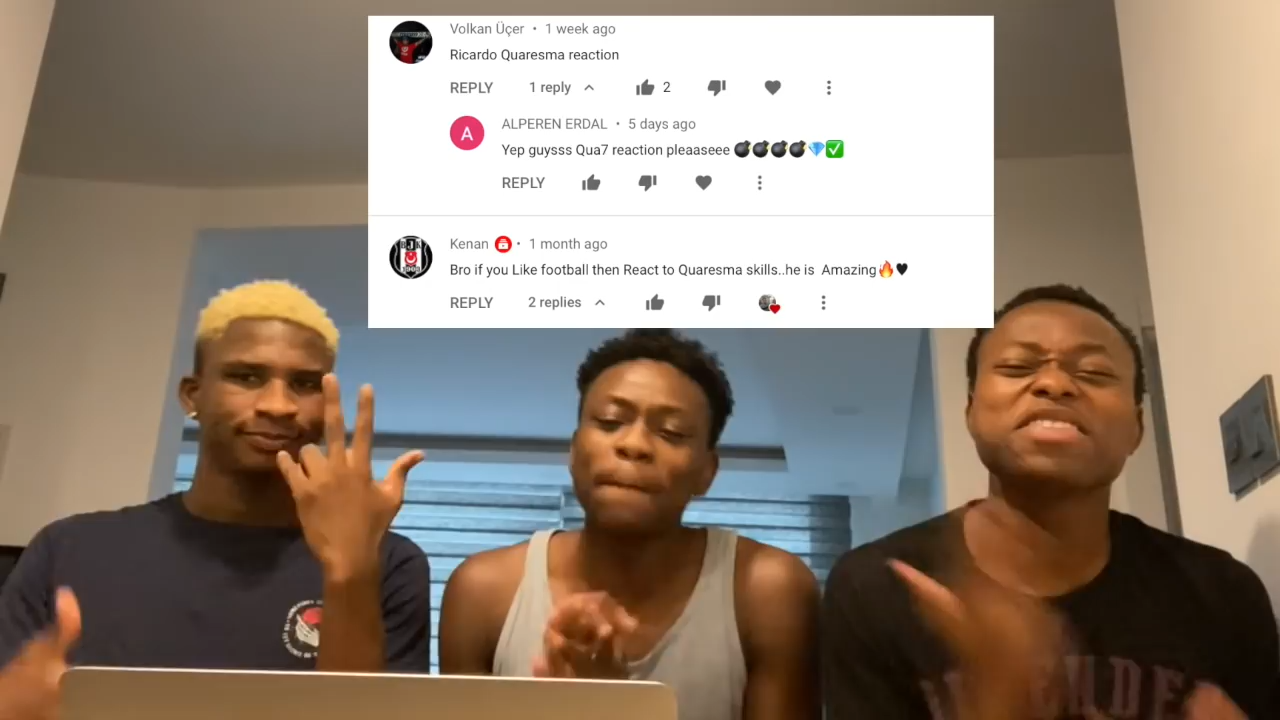 Volkan Üçer • 1 week ago
Ricardo Quaresma reaction
REPLY 1 reply 2
A
ALPEREN ERDAL • 5 days ago
Yep guysss Qua7 reaction pleaaseee 💣💣💣💣💎✅
REPLY
BJK
1903
Kenan • 1 month ago
Bro if you Like football then React to Quaresma skills..he is Amazing🔥♥
REPLY 2 replies